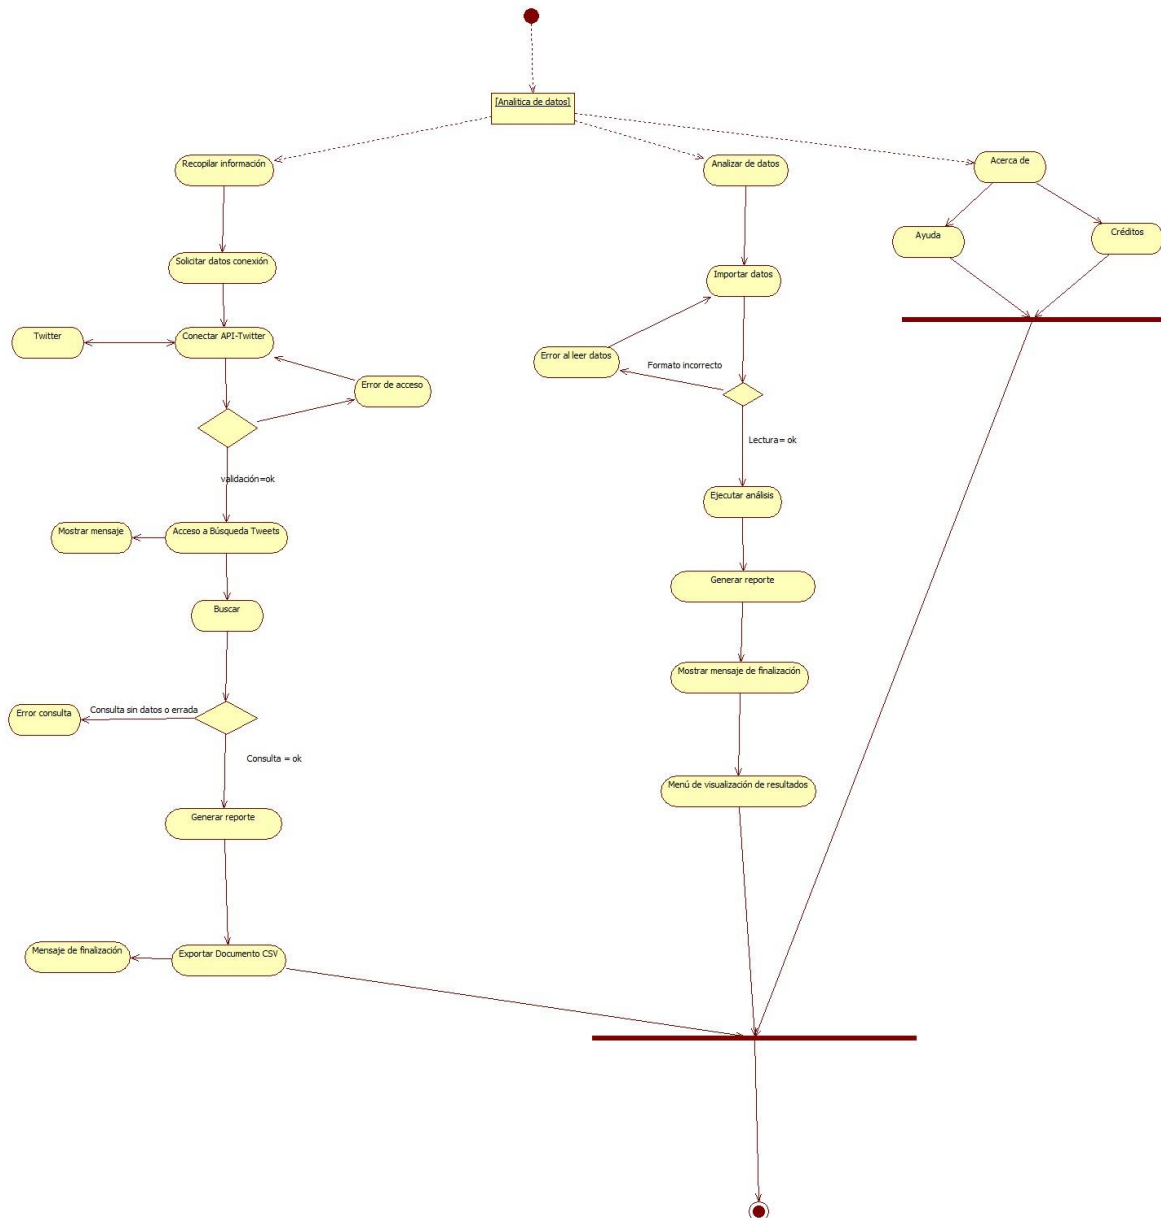 [Analitica de datos]
Recopilar información
Analizar de datos
Acerca de
Ayuda
Créditos
Solicitar datos conexión
Importar datos
Twitter
Conectar API-Twitter
Error al leer datos
Formato incorrecto
Error de acceso
Lectura= ok
validación=ok
Ejecutar análisis
Mostrar mensaje
Acceso a Búsqueda Tweets
Generar reporte
Buscar
Mostrar mensaje de finalización
Error consulta
Consulta sin datos o errada
Consulta = ok
Menú de visualización de resultados
Generar reporte
Mensaje de finalización
Exportar Documento CSV